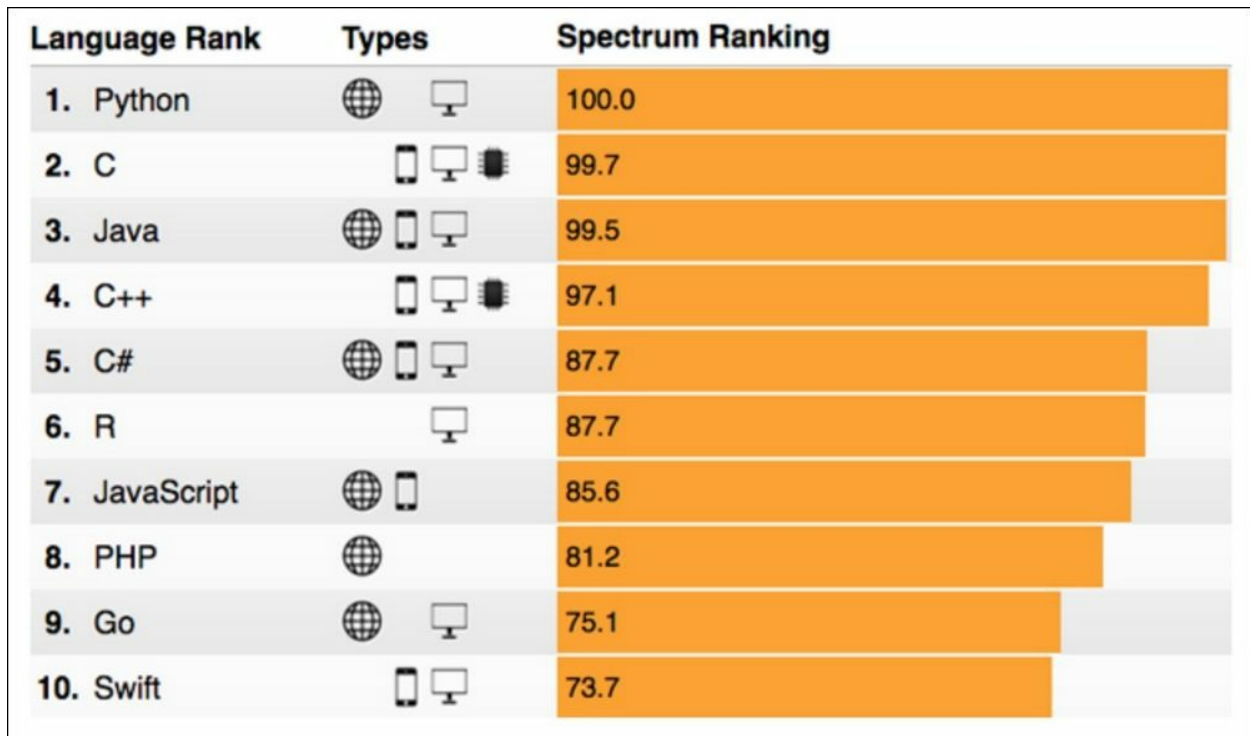 Language Rank Types Spectrum Ranking
1. Python 100.0
2. C 99.7
3. Java 99.5
4. C++ 97.1
5. C# 87.7
6. R 87.7
7. JavaScript 85.6
8. PHP 81.2
9. Go 75.1
10. Swift 73.7